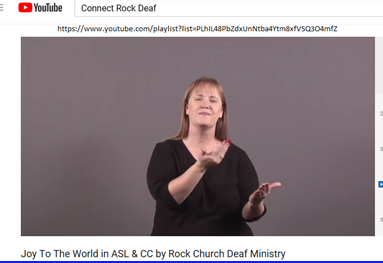 YouTube
Connect Rock Deaf
https://www.youtube.com/playlist?list=PLhIL48PbZdxUnNtba4Ytm8xfVSQ3O4mfZ
Joy To The World in ASL & CC by Rock Church Deaf Ministry